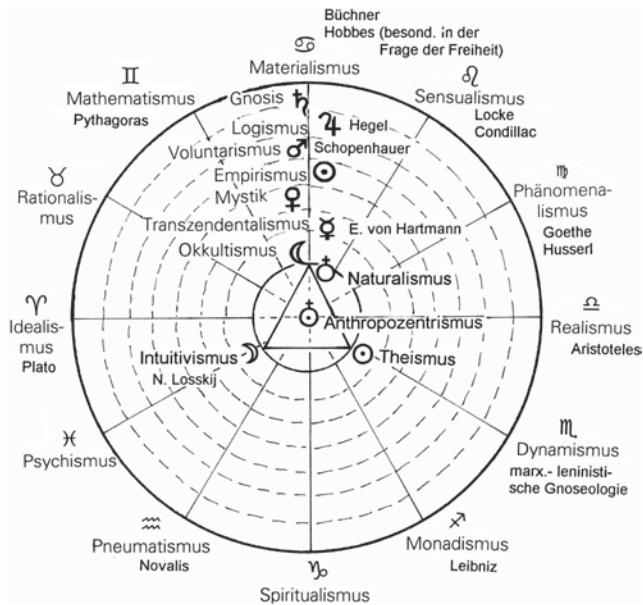 Büchner
Hobbes (besond. in der
Frage der Freiheit)
♋
Materialismus
♊
Mathematismus
Pythagoras
♌
Sensualismus
Locke
Condillac
Gnosis ♄
Logismus ♃ Hegel
Voluntarismus ♂ Schopenhauer
Empirismus ☉
Mystik ♀
Transzendentalismus ☿ E. von Hartmann
Okkultismus ☾
Naturalismus
♉
Rationalis-
mus
♍
Phänomena-
lismus
Goethe
Husserl
♈
Idealis-
mus
Plato
Anthropozentrismus
♎
Realismus
Aristoteles
Intuitivismus ☽
N. Losskij
☉ Theismus
♓
Psychismus
♏
Dynamismus
marx.- leninisti-
sche Gnoseologie
♒
Pneumatismus
Novalis
♐
Monadismus
Leibniz
♑
Spiritualismus